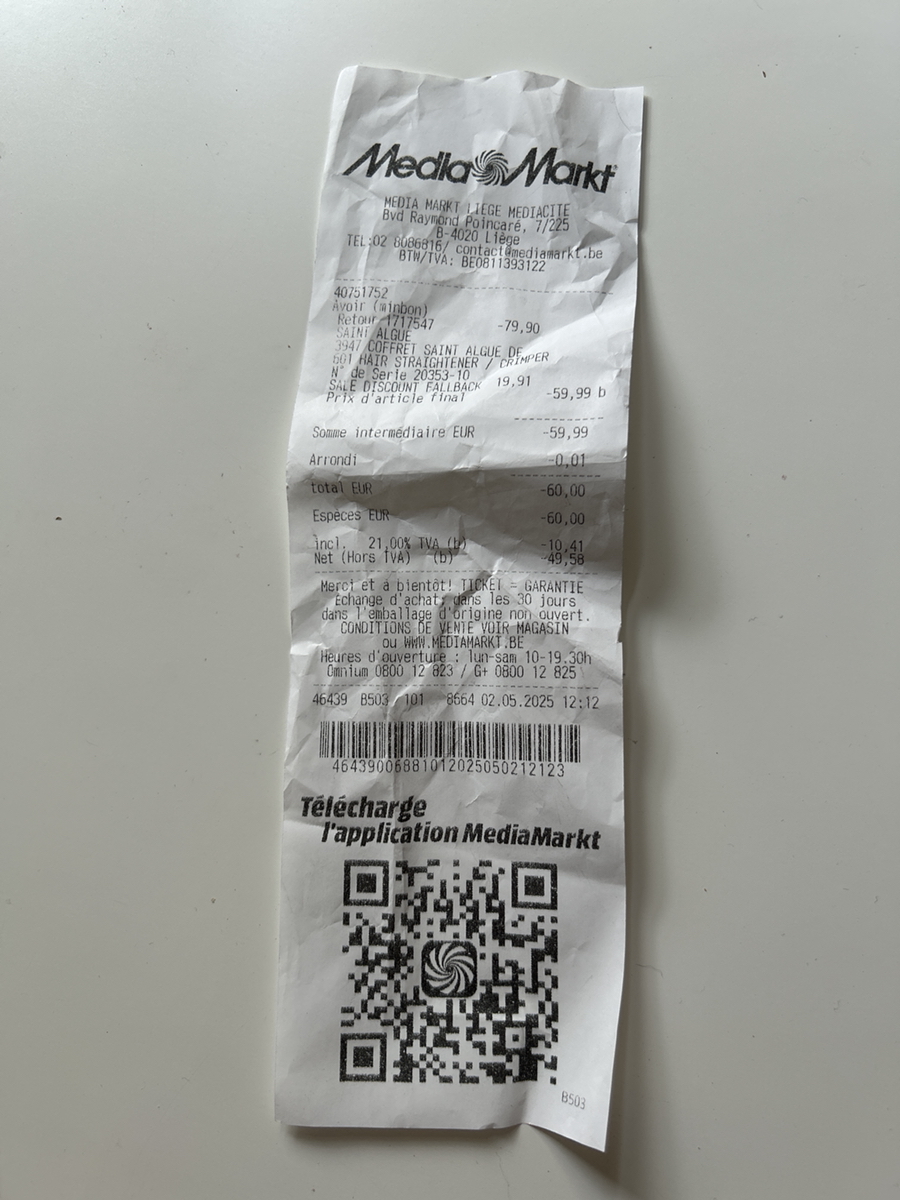 MediaMarkt
MEDIA MARKT LIEGE MEDIACITE
Bvd Raymond Poincaré, 7/225
B-4020 Liège
TEL:02 8086816/ contact@mediamarkt.be
BTW/TVA: BE0811393122
40751752
Avoir (minbon)
Retour 1717547 -79,90
SAINT ALGUE
3947 COFFRET SAINT ALGUE DE
601 HAIR STRAIGHTENER / CRIMPER
N° de Serie 20353-10
SALE DISCOUNT FALLBACK 19,91
Prix d'article final -59,99 b
Somme intermédiaire EUR -59,99
Arrondi -0,01
total EUR -60,00
Espèces EUR -60,00
incl. 21,00% TVA (b) -10,41
Net (Hors TVA) (b) -49,58
Merci et à bientôt! TICKET = GARANTIE
Echange d'achat: dans les 30 jours
dans l'emballage d'origine non ouvert.
CONDITIONS DE VENTE VOIR MAGASIN
ou WWW.MEDIAMARKT.BE
Heures d'ouverture : lun-sam 10-19.30h
Omnium 0800 12 823 / G+ 0800 12 825
46439 B503 101 8664 02.05.2025 12:12
4643900688101202505021 2123
Télécharge
l'application MediaMarkt
B503